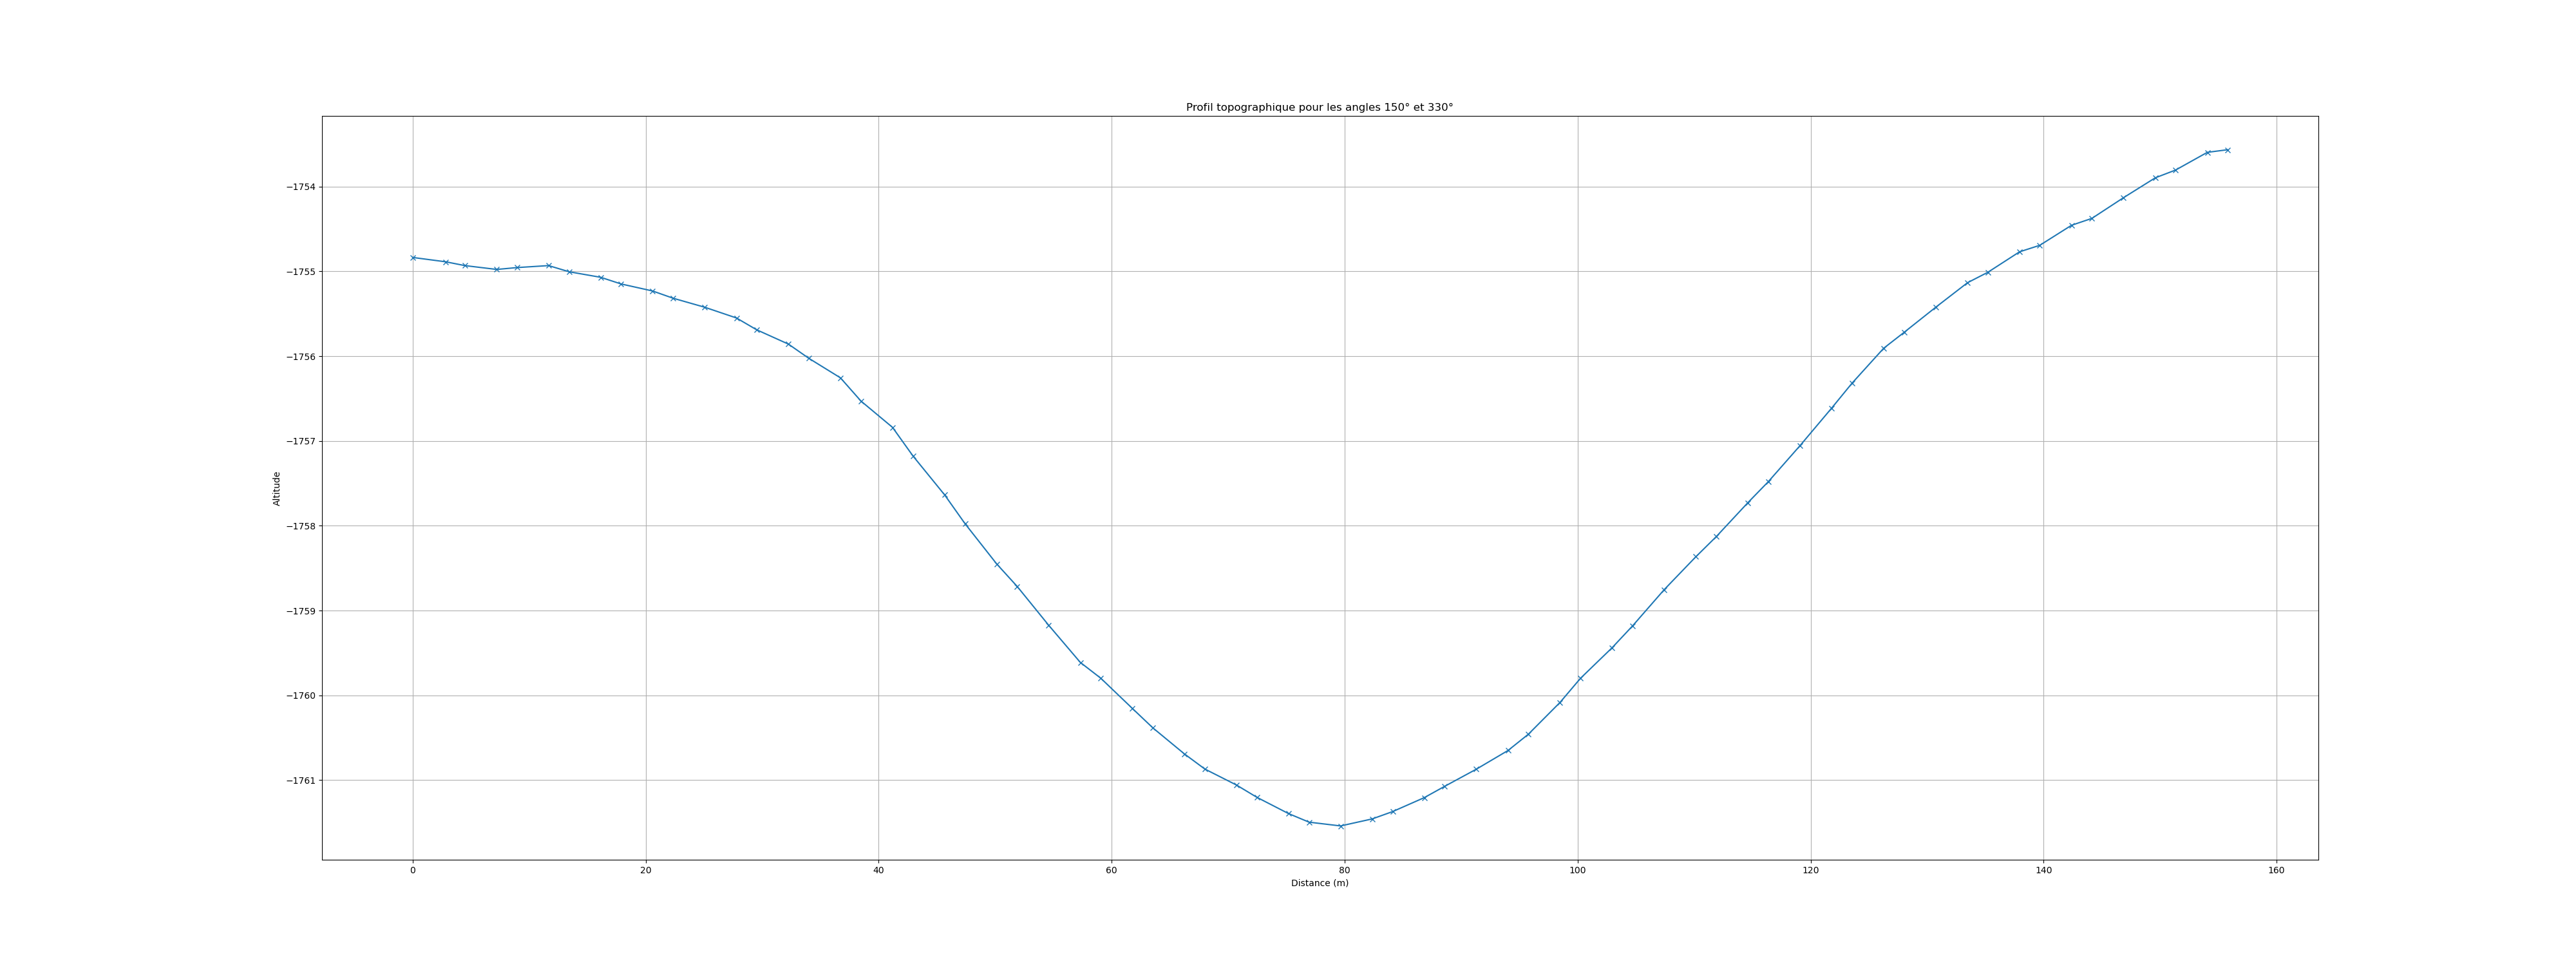 Profil topographique pour les angles 150° et 330°
Altitude
−1754
−1755
−1756
−1757
−1758
−1759
−1760
−1761
0 20 40 60 80 100 120 140 160
Distance (m)